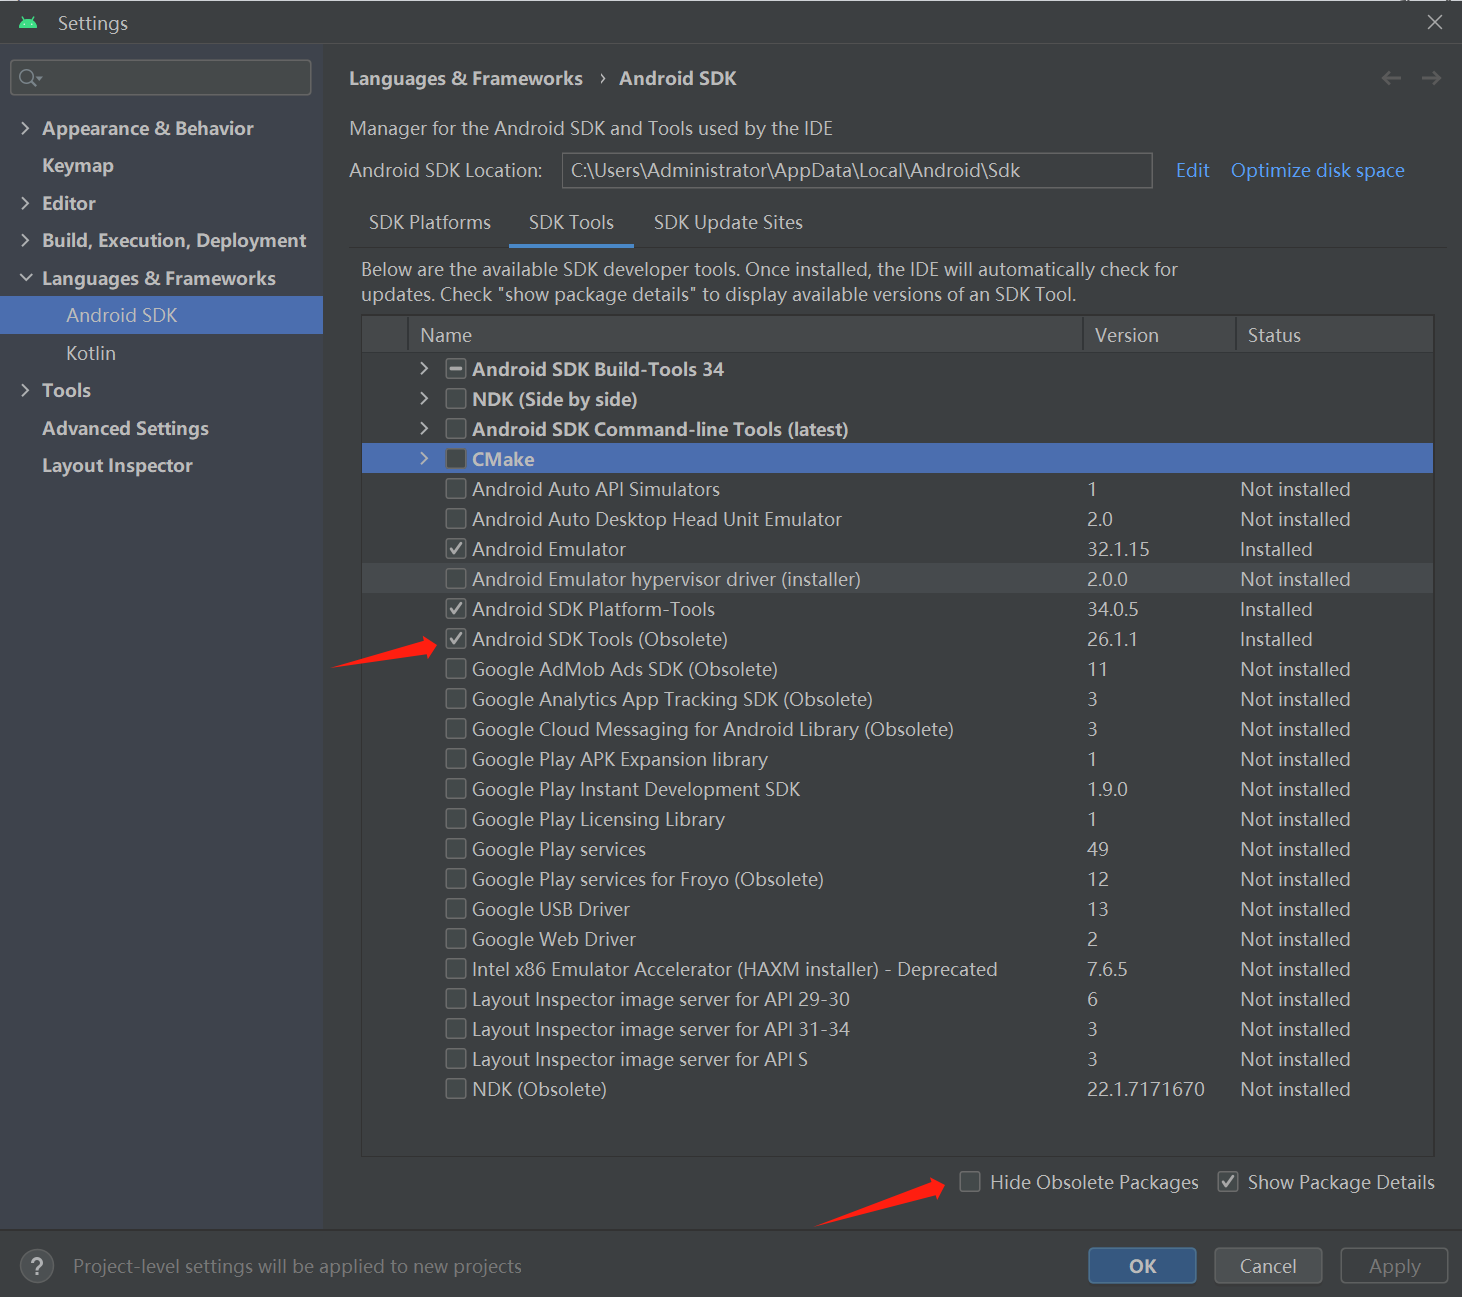 Settings
Languages & Frameworks › Android SDK
Appearance & Behavior
Keymap
Editor
Build, Execution, Deployment
Languages & Frameworks
Android SDK
Kotlin
Tools
Advanced Settings
Layout Inspector
Manager for the Android SDK and Tools used by the IDE
Android SDK Location: C:\Users\Administrator\AppData\Local\Android\Sdk Edit Optimize disk space
SDK Platforms SDK Tools SDK Update Sites
Below are the available SDK developer tools. Once installed, the IDE will automatically check for
updates. Check "show package details" to display available versions of an SDK Tool.
Name Version Status
Android SDK Build-Tools 34
NDK (Side by side)
Android SDK Command-line Tools (latest)
CMake
Android Auto API Simulators 1 Not installed
Android Auto Desktop Head Unit Emulator 2.0 Not installed
Android Emulator 32.1.15 Installed
Android Emulator hypervisor driver (installer) 2.0.0 Not installed
Android SDK Platform-Tools 34.0.5 Installed
Android SDK Tools (Obsolete) 26.1.1 Installed
Google AdMob Ads SDK (Obsolete) 11 Not installed
Google Analytics App Tracking SDK (Obsolete) 3 Not installed
Google Cloud Messaging for Android Library (Obsolete) 3 Not installed
Google Play APK Expansion library 1 Not installed
Google Play Instant Development SDK 1.9.0 Not installed
Google Play Licensing Library 1 Not installed
Google Play services 49 Not installed
Google Play services for Froyo (Obsolete) 12 Not installed
Google USB Driver 13 Not installed
Google Web Driver 2 Not installed
Intel x86 Emulator Accelerator (HAXM installer) - Deprecated 7.6.5 Not installed
Layout Inspector image server for API 29-30 6 Not installed
Layout Inspector image server for API 31-34 3 Not installed
Layout Inspector image server for API S 3 Not installed
NDK (Obsolete) 22.1.7171670 Not installed
Hide Obsolete Packages Show Package Details
? Project-level settings will be applied to new projects
OK Cancel Apply